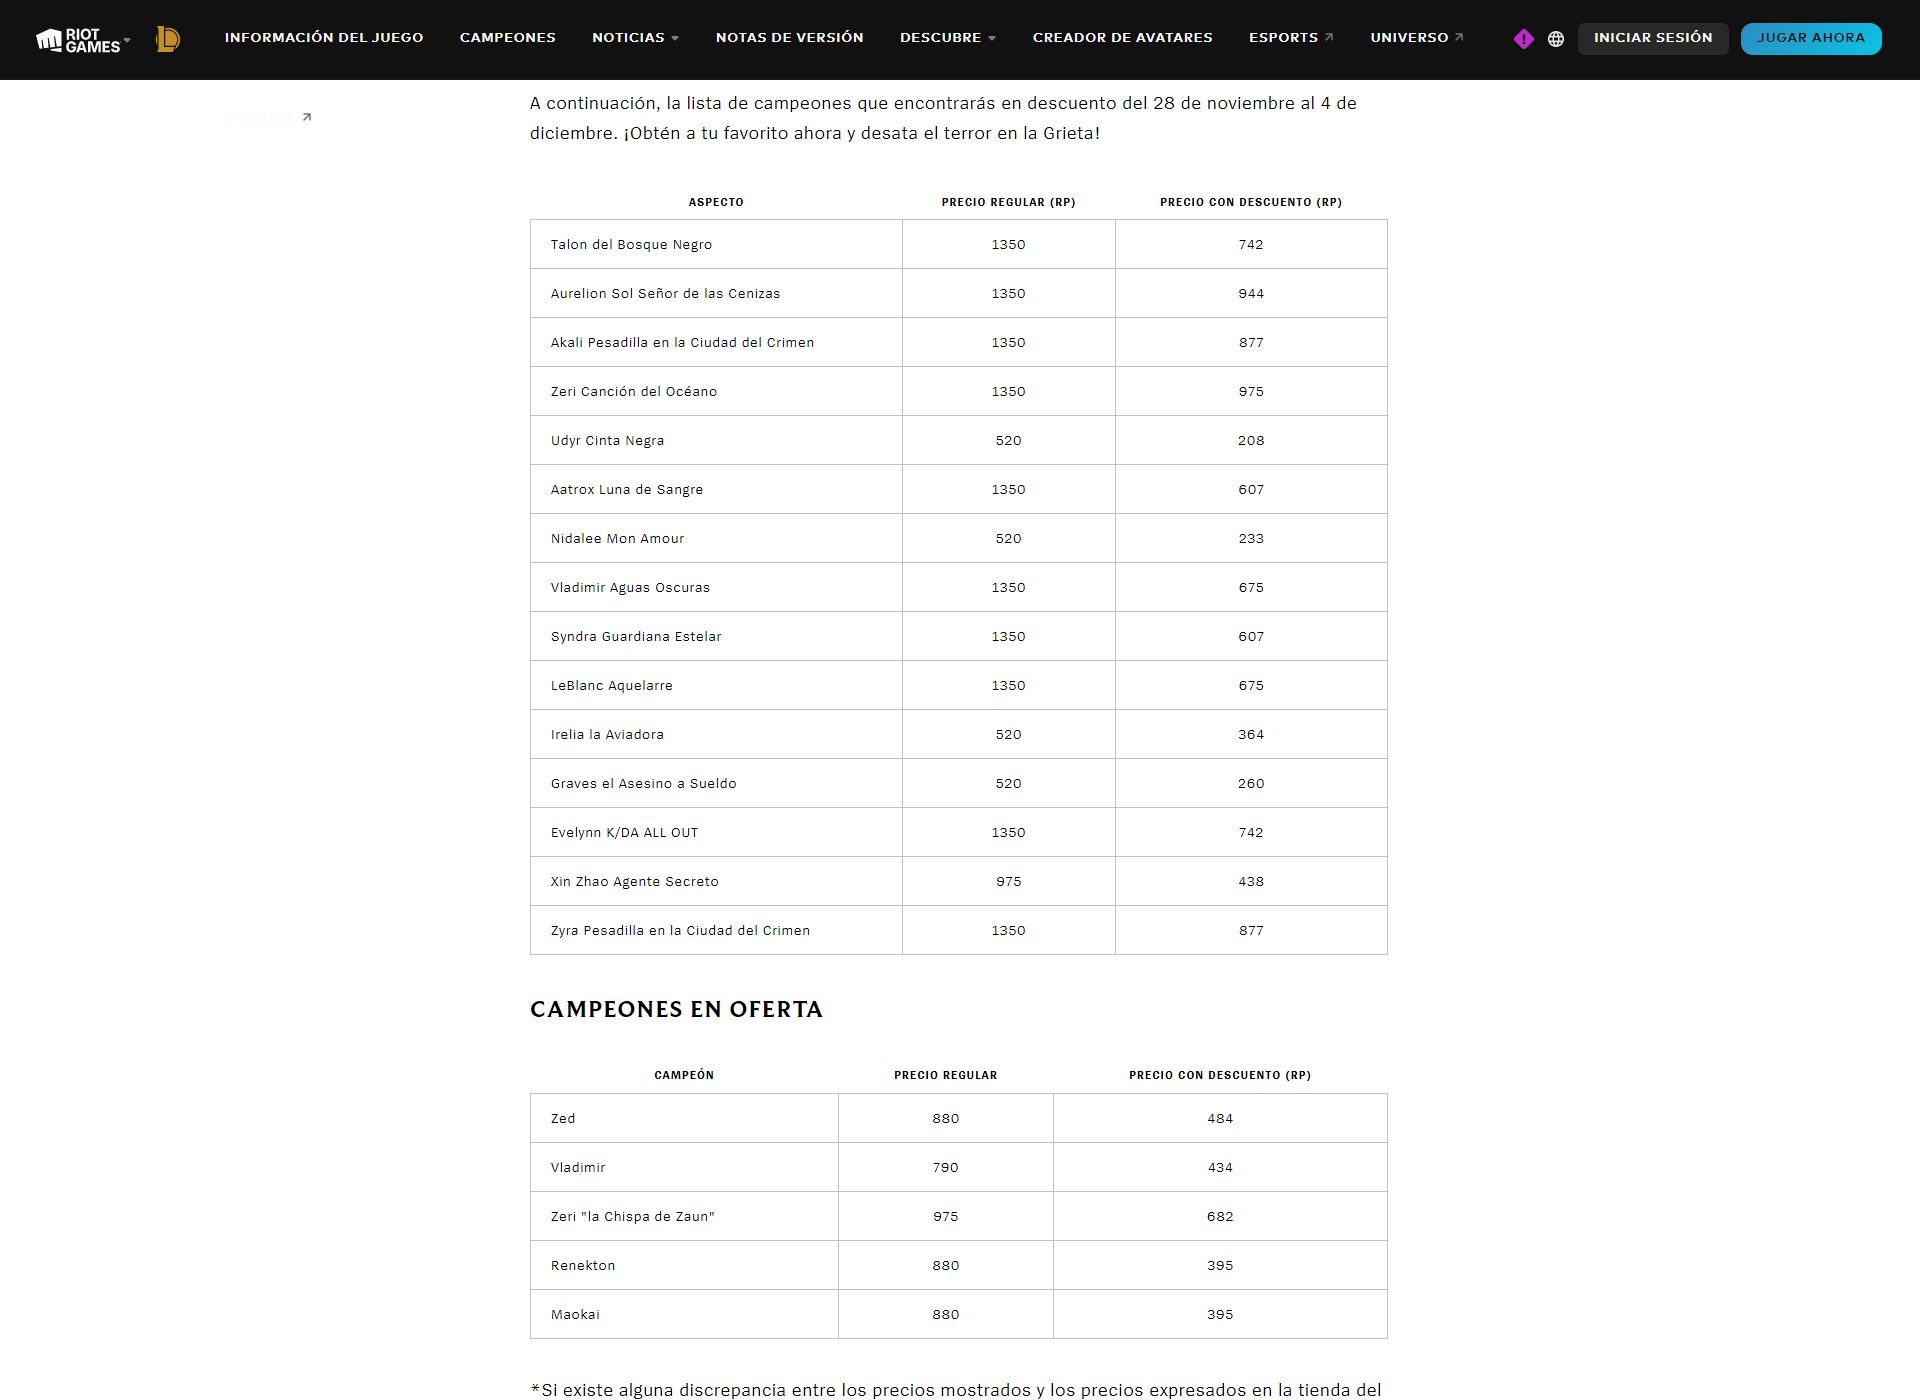 RIOT GAMES
INFORMACIÓN DEL JUEGO CAMPEONES NOTICIAS NOTAS DE VERSIÓN DESCUBRE CREADOR DE AVATARES ESPORTS UNIVERSO INICIAR SESIÓN JUGAR AHORA
SOPORTE
A continuación, la lista de campeones que encontrarás en descuento del 28 de noviembre al 4 de
diciembre. ¡Obtén a tu favorito ahora y desata el terror en la Grieta!
ASPECTO PRECIO REGULAR (RP) PRECIO CON DESCUENTO (RP)
Talon del Bosque Negro 1350 742
Aurelion Sol Señor de las Cenizas 1350 944
Akali Pesadilla en la Ciudad del Crimen 1350 877
Zeri Canción del Océano 1350 975
Udyr Cinta Negra 520 208
Aatrox Luna de Sangre 1350 607
Nidalee Mon Amour 520 233
Vladimir Aguas Oscuras 1350 675
Syndra Guardiana Estelar 1350 607
LeBlanc Aquelarre 1350 675
Irelia la Aviadora 520 364
Graves el Asesino a Sueldo 520 260
Evelynn K/DA ALL OUT 1350 742
Xin Zhao Agente Secreto 975 438
Zyra Pesadilla en la Ciudad del Crimen 1350 877
CAMPEONES EN OFERTA
CAMPEÓN PRECIO REGULAR PRECIO CON DESCUENTO (RP)
Zed 880 484
Vladimir 790 434
Zeri "la Chispa de Zaun" 975 682
Renekton 880 395
Maokai 880 395
*Si existe alguna discrepancia entre los precios mostrados y los precios expresados en la tienda del